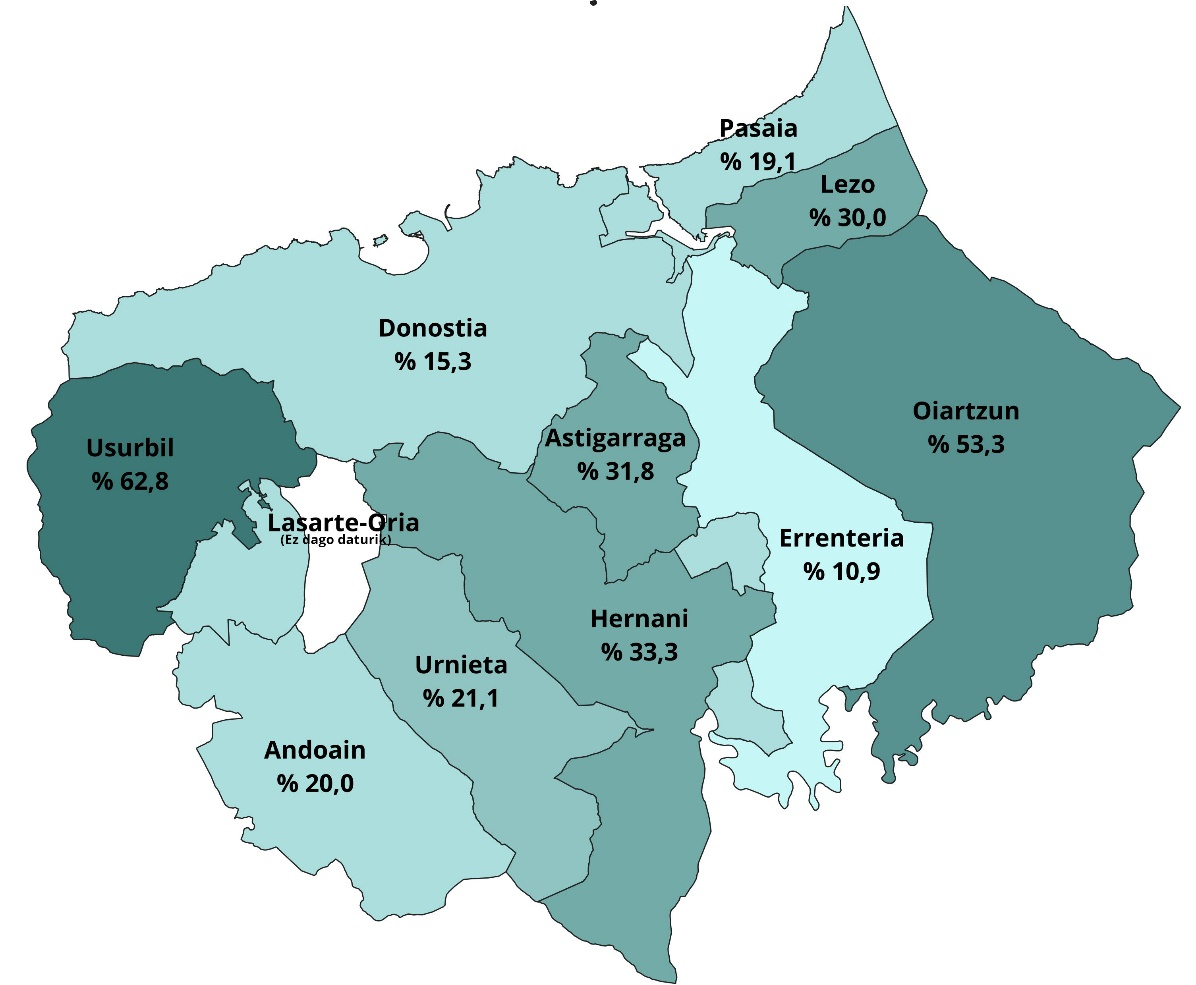 Pasaia
% 19,1
Lezo
% 30,0
Donostia
% 15,3
Oiartzun
% 53,3
Astigarraga
% 31,8
Usurbil
% 62,8
Lasarte-Oria
(Ez dago daturik)
Errenteria
% 10,9
Hernani
% 33,3
Urnieta
% 21,1
Andoain
% 20,0